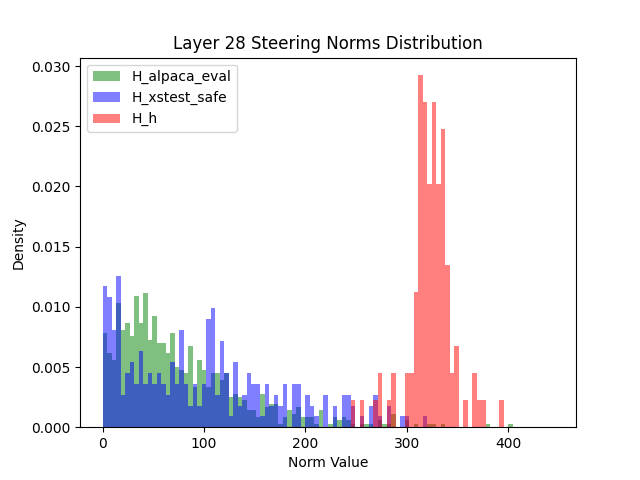 Layer 28 Steering Norms Distribution
H_alpaca_eval
H_xstest_safe
H_h
0.030
0.025
0.020
0.015
0.010
0.005
0.000
Density
0
100
200
300
400
Norm Value